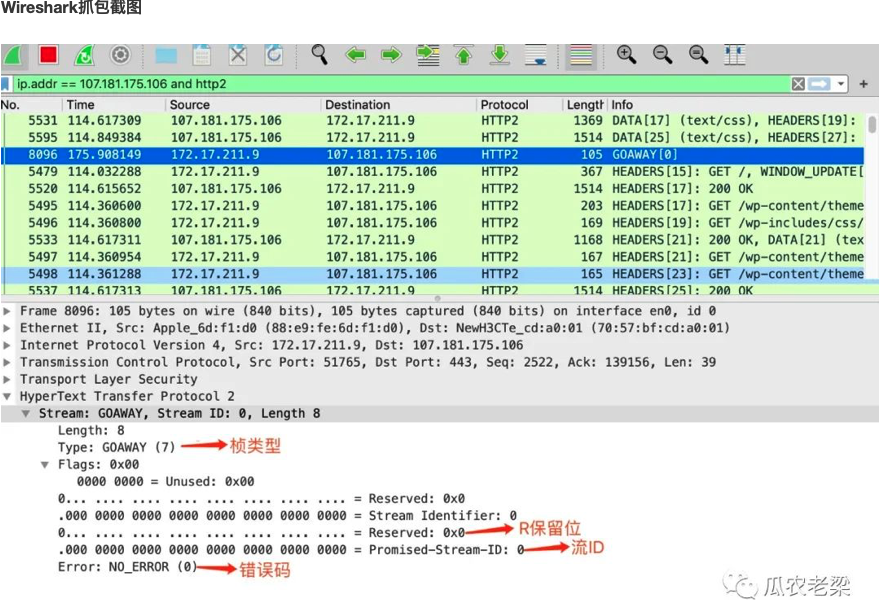 Wireshark抓包截图
ip.addr == 107.181.175.106 and http2
No. Time Source Destination Protocol Length Info
5531 114.617309 107.181.175.106 172.17.211.9 HTTP2 1369 DATA[17] (text/css), HEADERS[19]:
5595 114.849384 107.181.175.106 172.17.211.9 HTTP2 1514 DATA[25] (text/css), HEADERS[27]:
8096 175.908149 172.17.211.9 107.181.175.106 HTTP2 105 GOAWAY[0]
5479 114.032288 172.17.211.9 107.181.175.106 HTTP2 367 HEADERS[15]: GET /, WINDOW_UPDATE[
5520 114.615652 107.181.175.106 172.17.211.9 HTTP2 1514 HEADERS[17]: 200 OK
5495 114.360600 172.17.211.9 107.181.175.106 HTTP2 203 HEADERS[17]: GET /wp-content/theme
5496 114.360800 172.17.211.9 107.181.175.106 HTTP2 169 HEADERS[19]: GET /wp-includes/css/
5533 114.617311 107.181.175.106 172.17.211.9 HTTP2 1168 HEADERS[21]: 200 OK, DATA[21] (tex
5497 114.360954 172.17.211.9 107.181.175.106 HTTP2 167 HEADERS[21]: GET /wp-content/theme
5498 114.361288 172.17.211.9 107.181.175.106 HTTP2 165 HEADERS[23]: GET /wp-content/theme
5537 114.617313 107.181.175.106 172.17.211.9 HTTP2 1514 HEADERS[25]: 200 OK
Frame 8096: 105 bytes on wire (840 bits), 105 bytes captured (840 bits) on interface en0, id 0
Ethernet II, Src: Apple_6d:f1:d0 (88:e9:fe:6d:f1:d0), Dst: NewH3CTe_cd:a0:01 (70:57:bf:cd:a0:01)
Internet Protocol Version 4, Src: 172.17.211.9, Dst: 107.181.175.106
Transmission Control Protocol, Src Port: 51765, Dst Port: 443, Seq: 2522, Ack: 139156, Len: 39
Transport Layer Security
HyperText Transfer Protocol 2
Stream: GOAWAY, Stream ID: 0, Length 8
Length: 8
Type: GOAWAY (7) 桢类型
Flags: 0x00
0000 0000 = Unused: 0x00
0... .... .... .... .... .... .... .... = Reserved: 0x0
.000 0000 0000 0000 0000 0000 0000 0000 = Stream Identifier: 0
0... .... .... .... .... .... .... .... = Reserved: 0x0 R保留位
.000 0000 0000 0000 0000 0000 0000 0000 = Promised-Stream-ID: 0 流ID
Error: NO_ERROR (0) 错误码
瓜农老梁